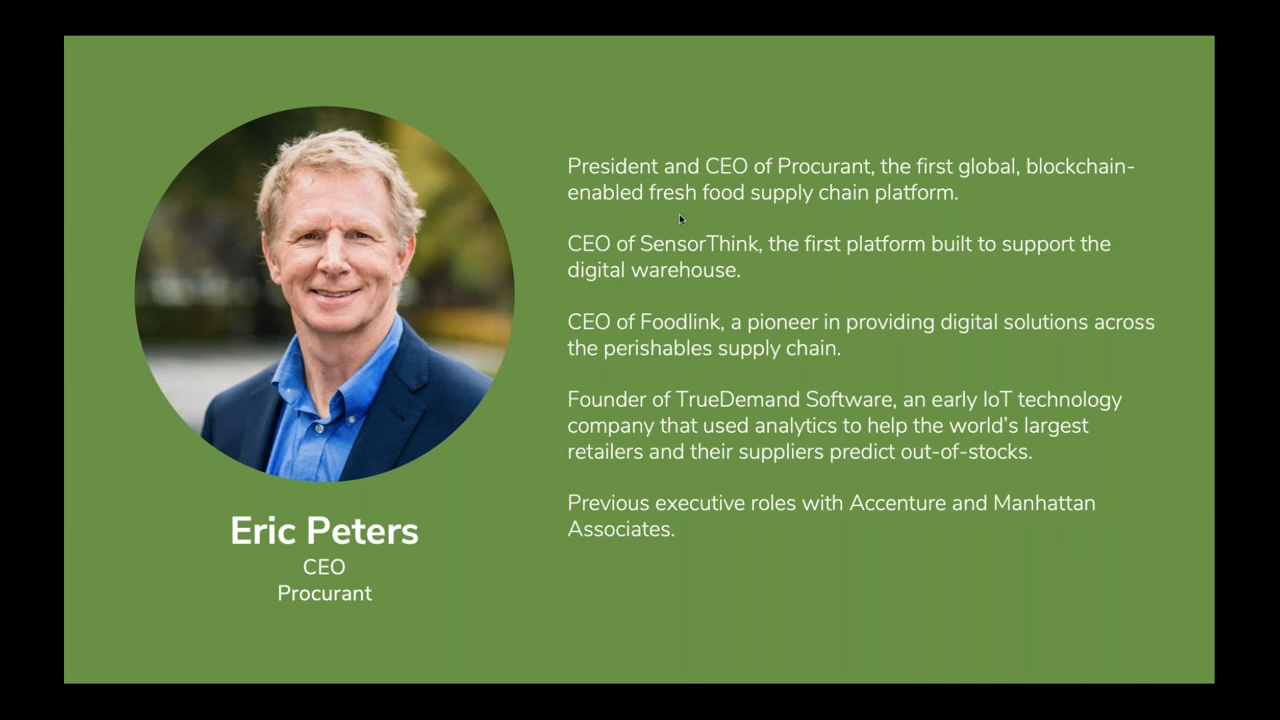 President and CEO of Procurant, the first global, blockchain-
enabled fresh food supply chain platform.
CEO of SensorThink, the first platform built to support the
digital warehouse.
CEO of Foodlink, a pioneer in providing digital solutions across
the perishables supply chain.
Founder of TrueDemand Software, an early IoT technology
company that used analytics to help the world’s largest
retailers and their suppliers predict out-of-stocks.
Previous executive roles with Accenture and Manhattan
Associates.
Eric Peters
CEO
Procurant